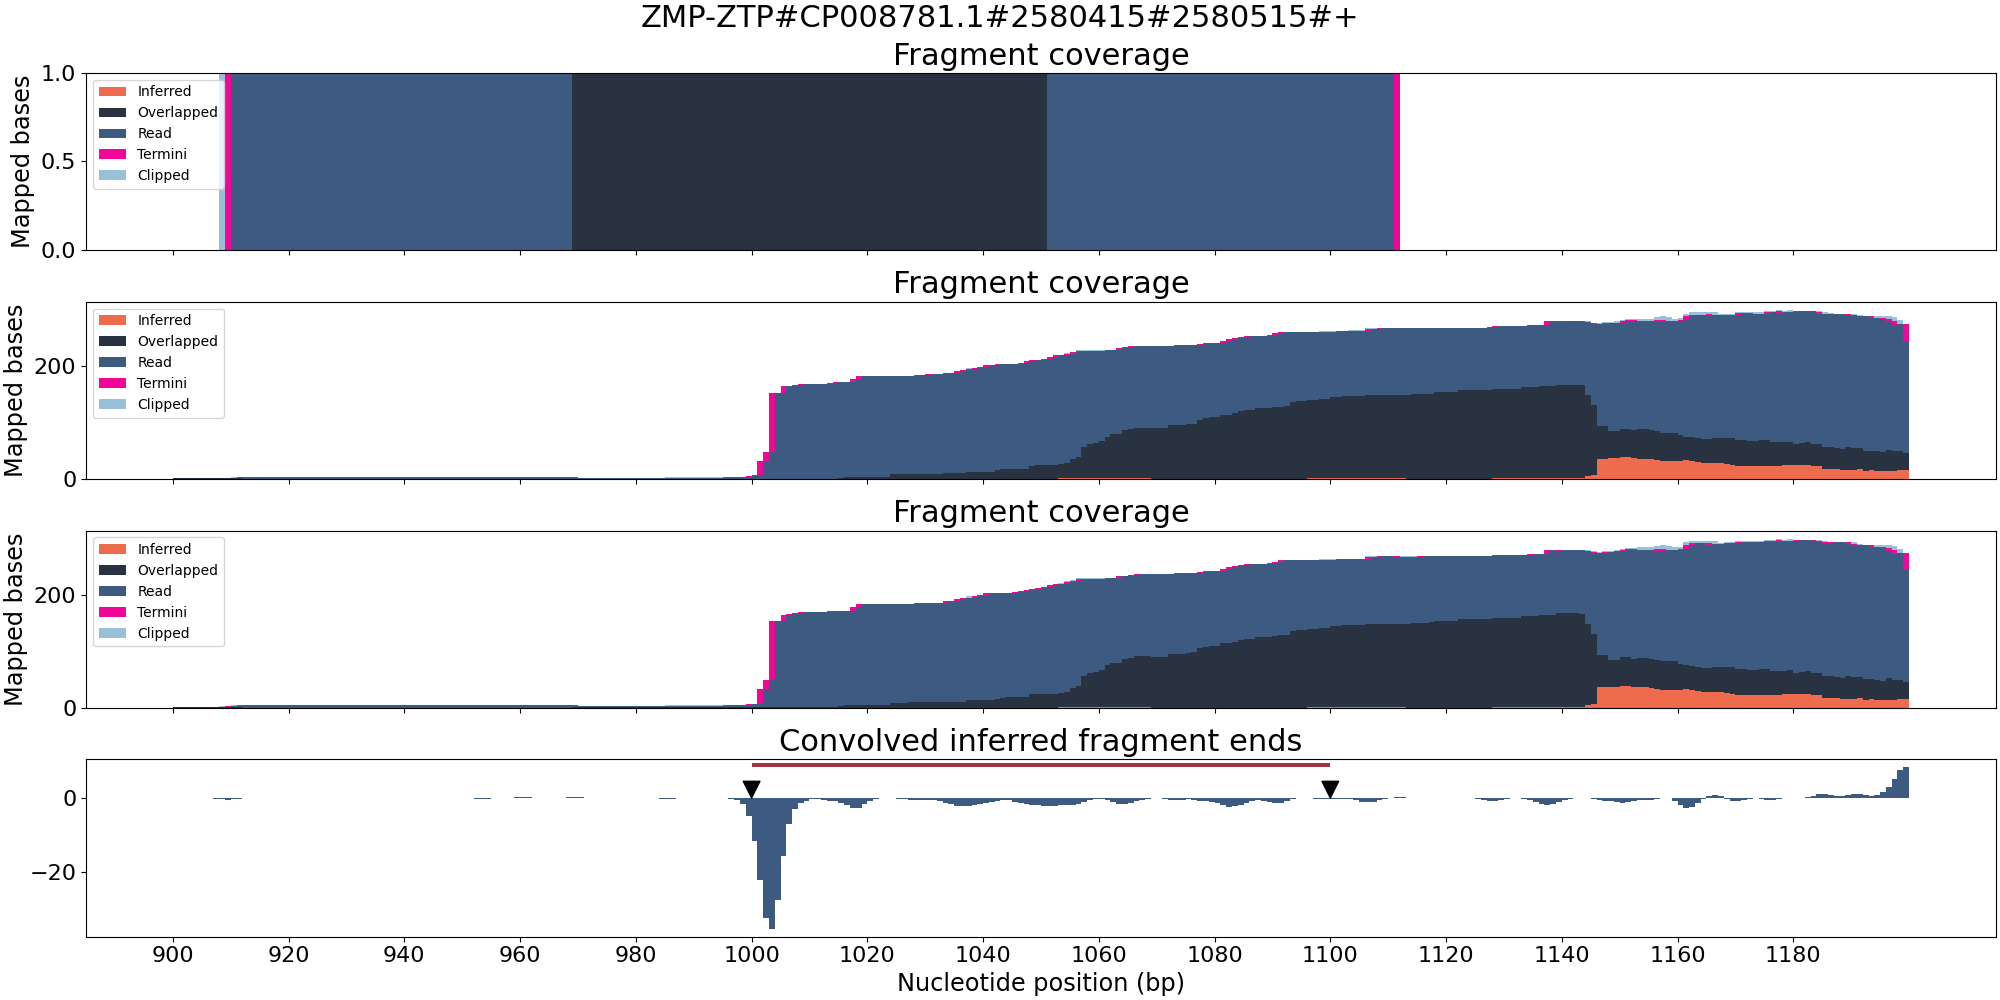 ZMP-ZTP#CP008781.1#2580415#2580515#+
Fragment coverage
Mapped bases
1.0
0.5
0.0
Inferred
Overlapped
Read
Termini
Clipped
Fragment coverage
Mapped bases
200
0
Inferred
Overlapped
Read
Termini
Clipped
Fragment coverage
Mapped bases
200
0
Inferred
Overlapped
Read
Termini
Clipped
Convolved inferred fragment ends
0
−20
900 920 940 960 980 1000 1020 1040 1060 1080 1100 1120 1140 1160 1180
Nucleotide position (bp)